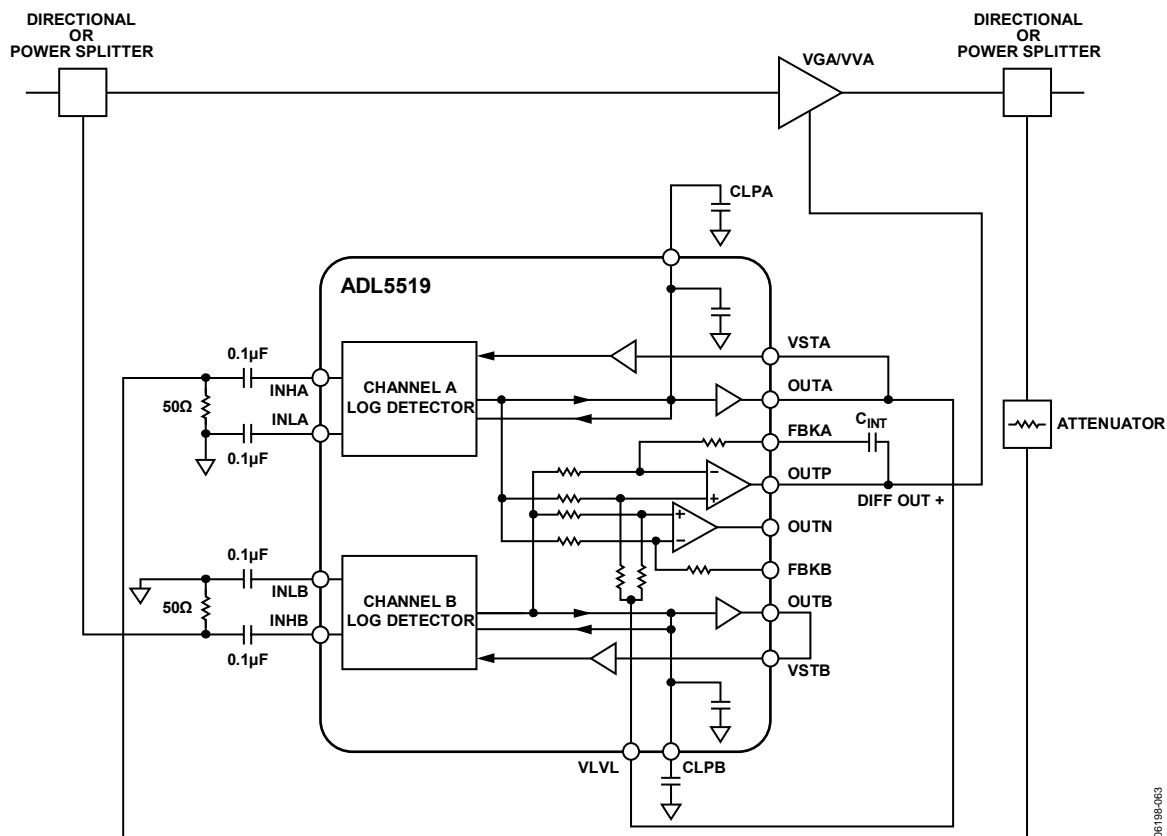 DIRECTIONAL
OR
POWER SPLITTER
DIRECTIONAL
OR
POWER SPLITTER
VGA/VVA
CLPA
ADL5519
VSTA
0.1µF
INHA
CHANNEL A
LOG DETECTOR
OUTA
50Ω
INLA
0.1µF
FBKA
CINT
ATTENUATOR
OUTP
DIFF OUT +
OUTN
0.1µF
INLB
FBKB
50Ω
CHANNEL B
LOG DETECTOR
OUTB
INHB
0.1µF
VSTB
VLVL
CLPB
06198-063